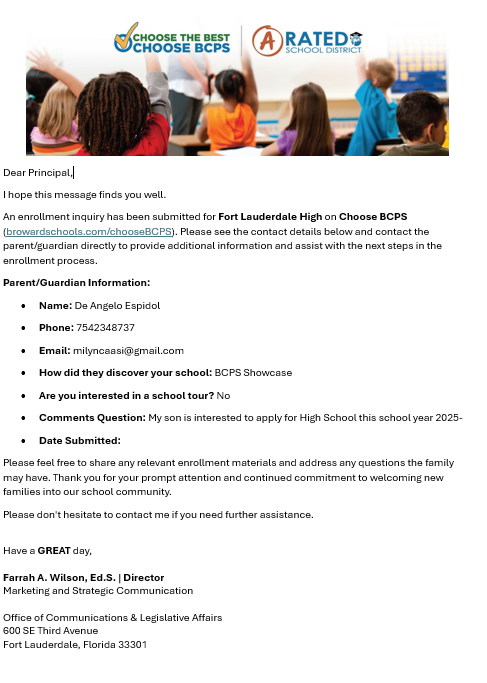 CHOOSE THE BEST
CHOOSE BCPS
A RATED
SCHOOL DISTRICT
Dear Principal,
I hope this message finds you well.
An enrollment inquiry has been submitted for Fort Lauderdale High on Choose BCPS
(browardschools.com/chooseBCPS). Please see the contact details below and contact the
parent/guardian directly to provide additional information and assist with the next steps in the
enrollment process.
Parent/Guardian Information:
• Name: De Angelo Espidol
• Phone: 7542348737
• Email: milyncaasi@gmail.com
• How did they discover your school: BCPS Showcase
• Are you interested in a school tour? No
• Comments Question: My son is interested to apply for High School this school year 2025-
• Date Submitted:
Please feel free to share any relevant enrollment materials and address any questions the family
may have. Thank you for your prompt attention and continued commitment to welcoming new
families into our school community.
Please don't hesitate to contact me if you need further assistance.
Have a GREAT day,
Farrah A. Wilson, Ed.S. | Director
Marketing and Strategic Communication
Office of Communications & Legislative Affairs
600 SE Third Avenue
Fort Lauderdale, Florida 33301